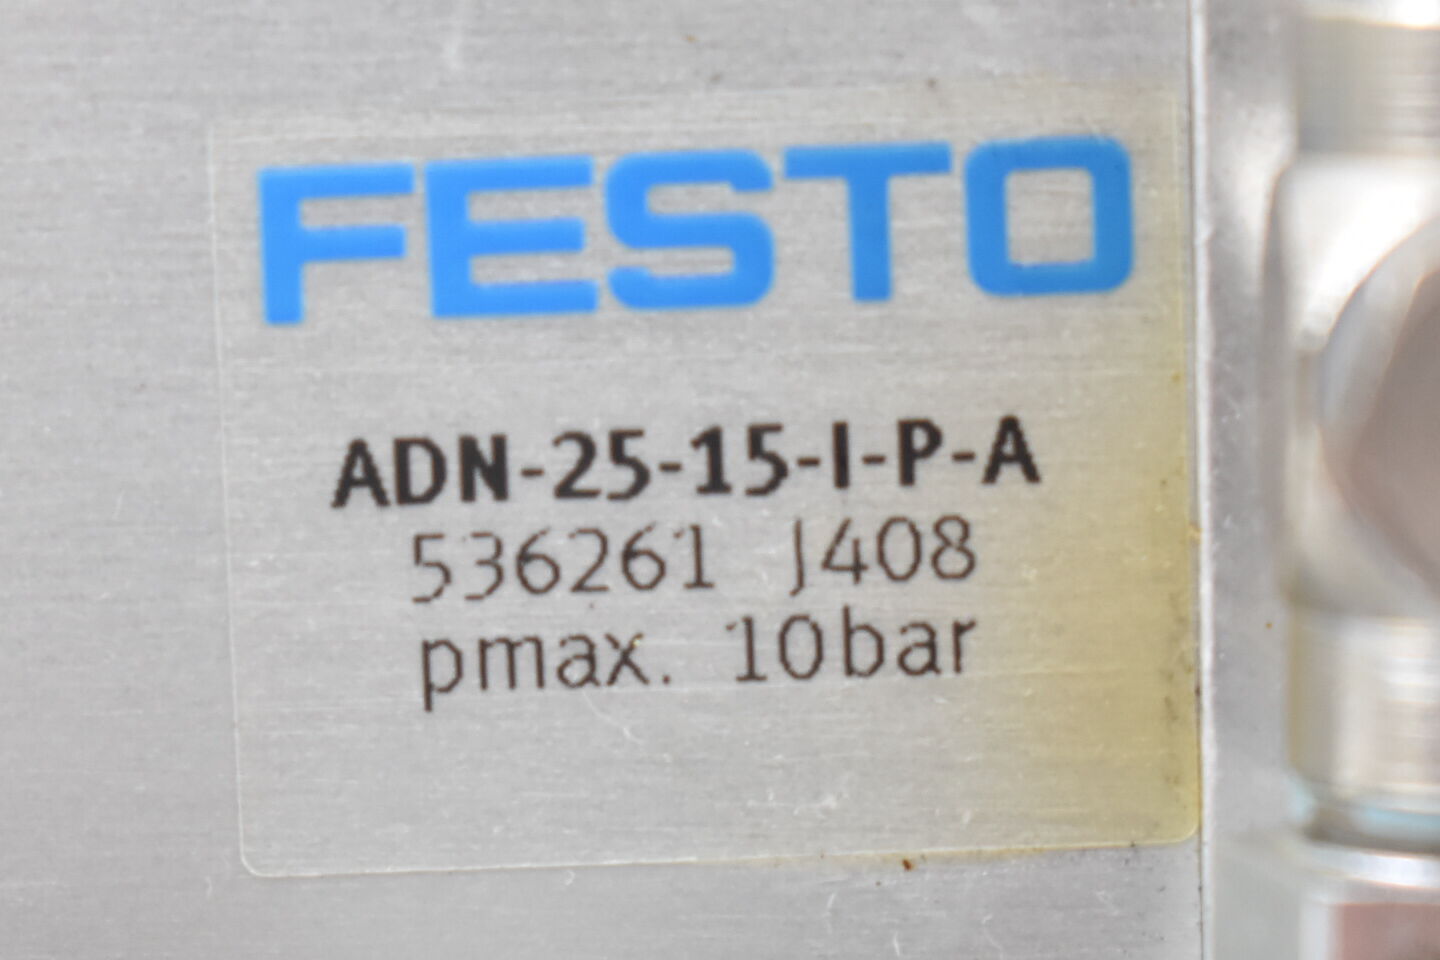 FESTO
ADN-25-15-I-P-A
536261 J408
pmax. 10bar